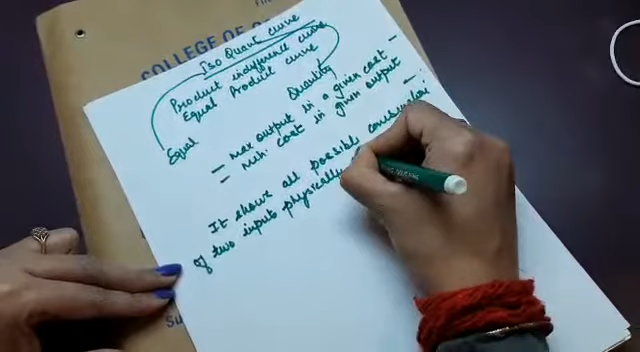 COLLEGE OF
Iso Quant curve
Product indifference curve
Equal Product curve
Equal Quantity
- max output in a given cost -
- Min cost in given output -
It shows all possible
of two inputs physically